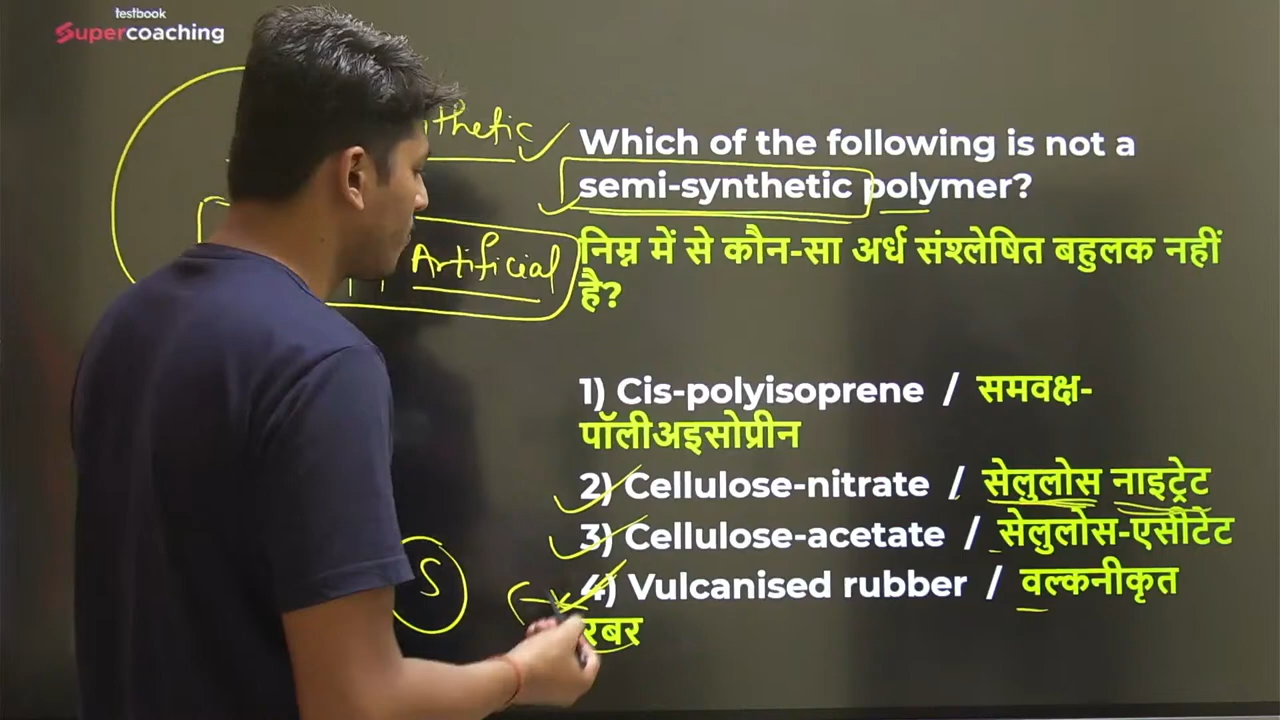 testbook
Supercoaching
thetic
Artificial
Which of the following is not a
semi-synthetic polymer?
निम्न में से कौन-सा अर्ध संश्लेषित बहुलक नहीं
है?
1) Cis-polyisoprene / समवक्ष-
पॉलीअइसोप्रीन
2) Cellulose-nitrate / सेलुलोस नाइट्रेट
3) Cellulose-acetate / सेलुलोस-एसीटेट
4) Vulcanised rubber / वल्कनीकृत
रबर
S